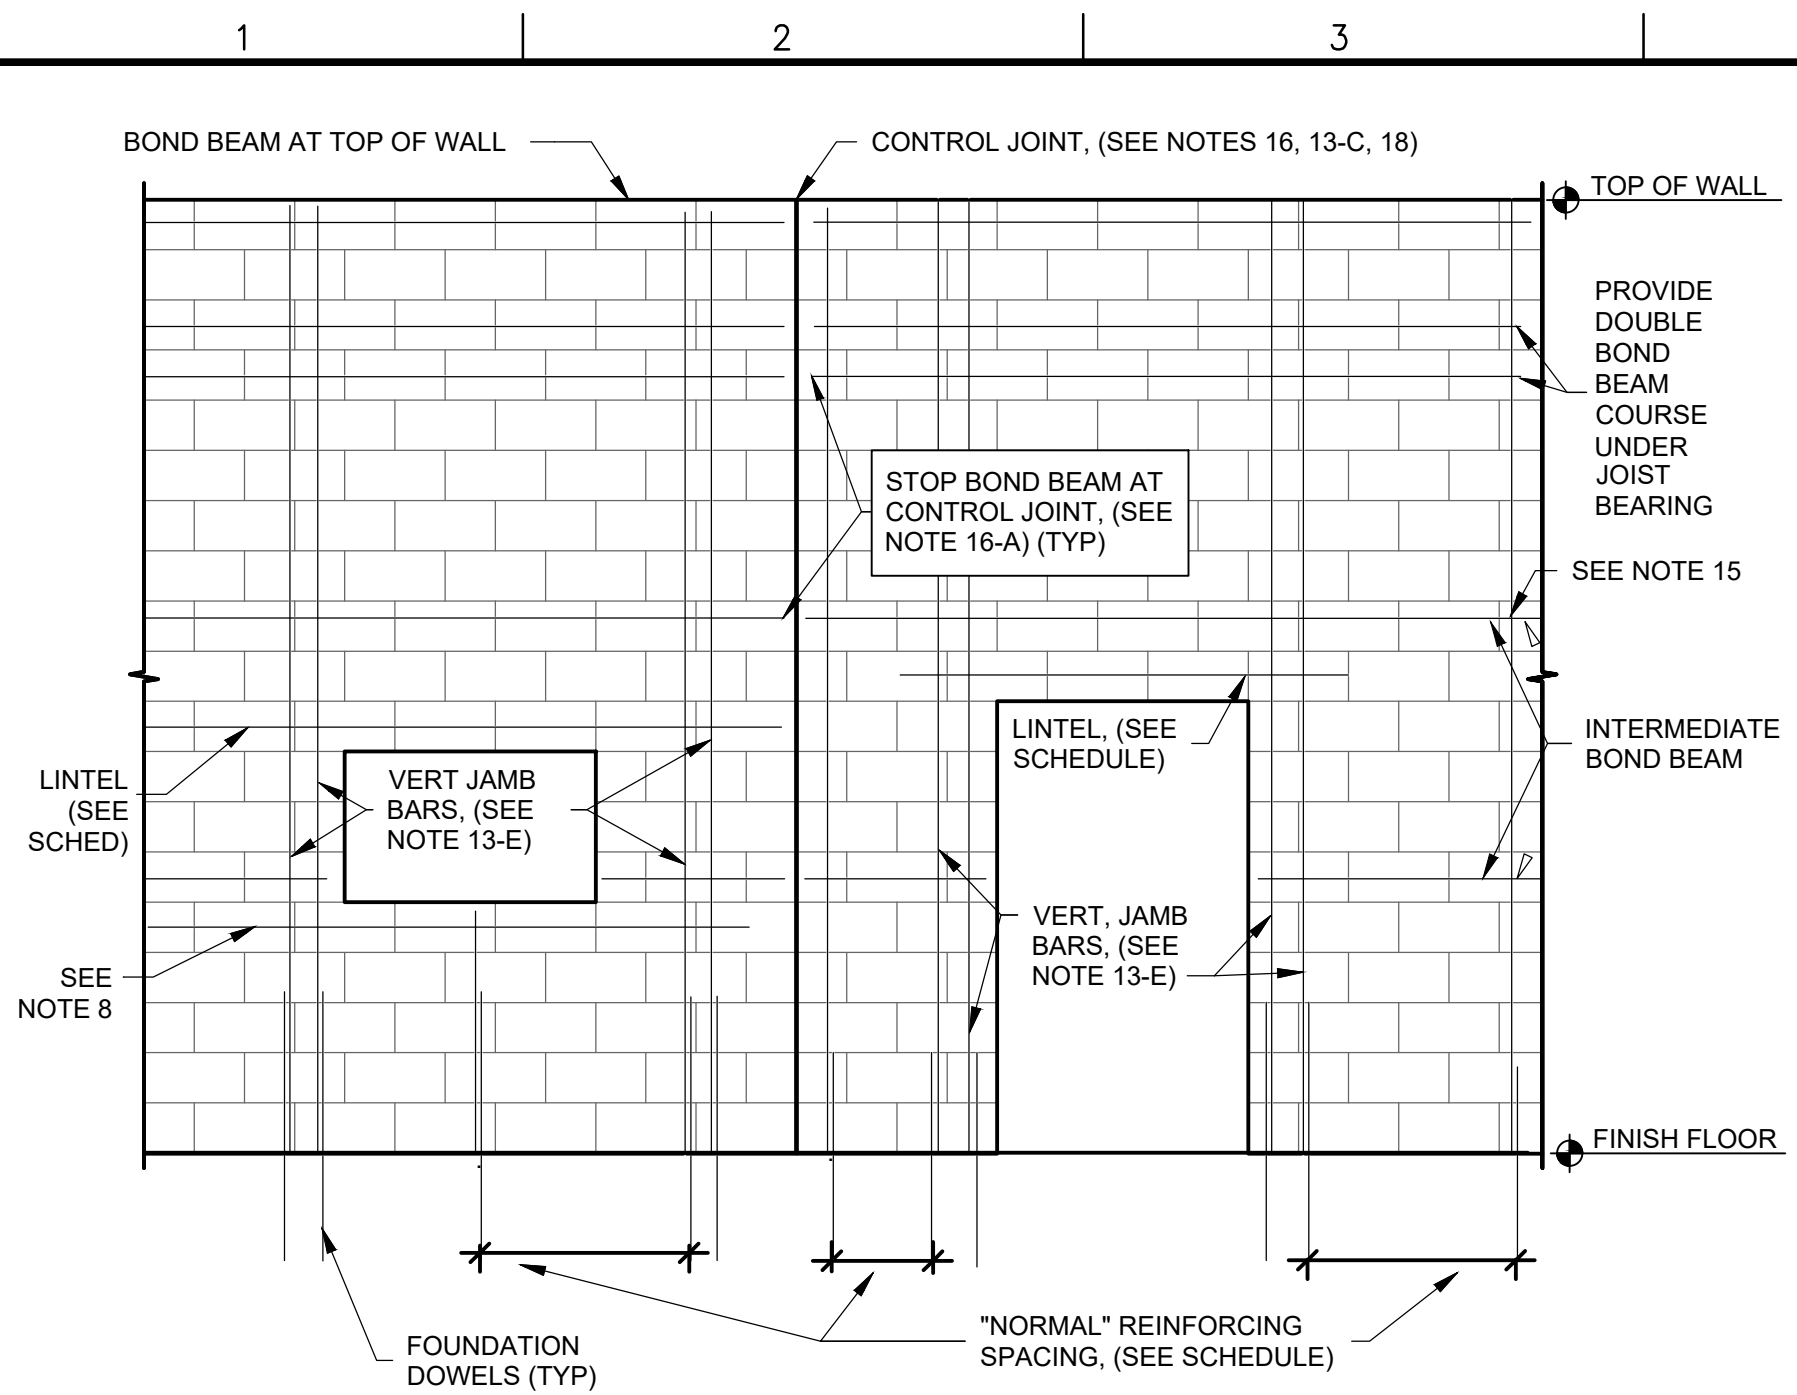 1
2
3
BOND BEAM AT TOP OF WALL
CONTROL JOINT, (SEE NOTES 16, 13-C, 18)
TOP OF WALL
PROVIDE
DOUBLE
BOND
BEAM
COURSE
UNDER
JOIST
BEARING
STOP BOND BEAM AT
CONTROL JOINT, (SEE
NOTE 16-A) (TYP)
SEE NOTE 15
LINTEL, (SEE
SCHEDULE)
INTERMEDIATE
BOND BEAM
LINTEL
(SEE
SCHED)
VERT JAMB
BARS, (SEE
NOTE 13-E)
VERT, JAMB
BARS, (SEE
NOTE 13-E)
SEE
NOTE 8
FINISH FLOOR
FOUNDATION
DOWELS (TYP)
"NORMAL" REINFORCING
SPACING, (SEE SCHEDULE)